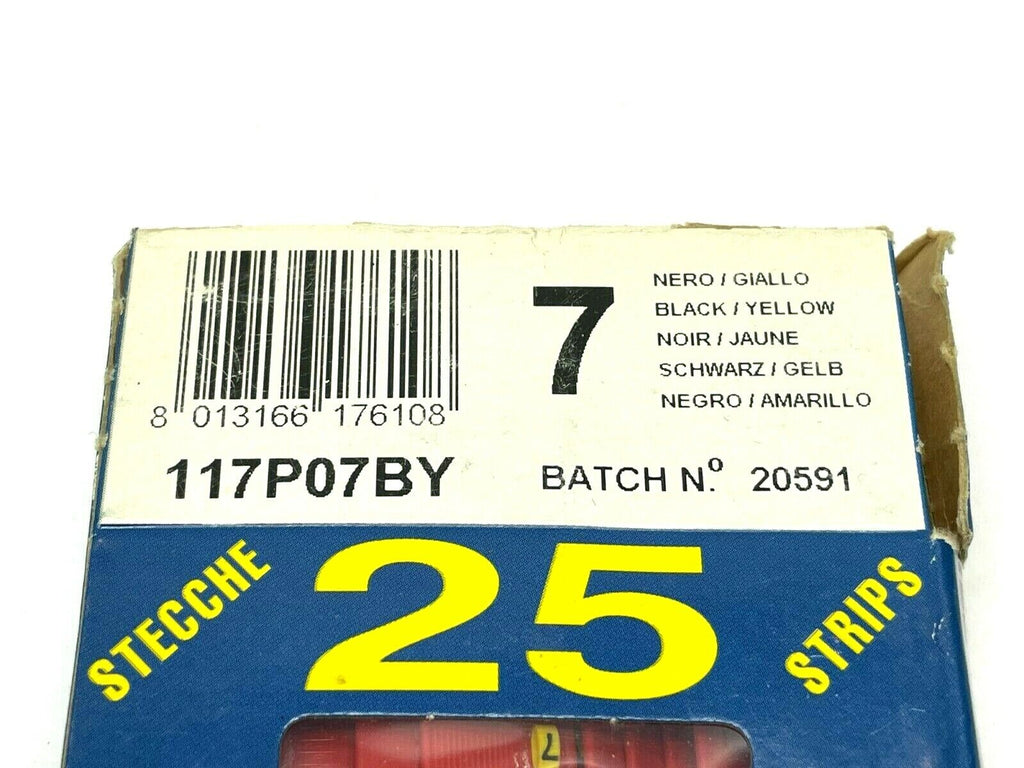 8 013166 176108
7
NERO / GIALLO
BLACK / YELLOW
NOIR / JAUNE
SCHWARZ / GELB
NEGRO / AMARILLO
117P07BY
BATCH N.º 20591
STECCHE
25
STRIPS
7